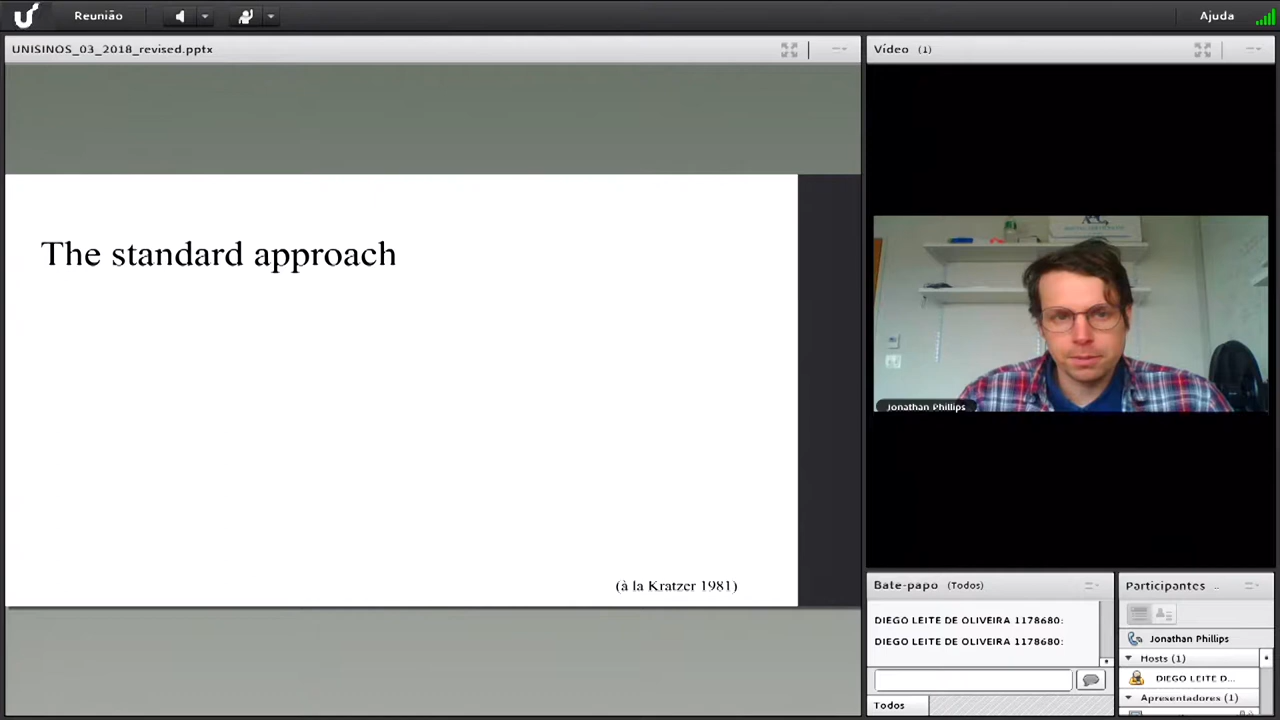 Reunião
Ajuda
UNISINOS_03_2018_revised.pptx
Vídeo (1)
The standard approach
(à la Kratzer 1981)
Jonathan Phillips
Bate-papo (Todos)
DIEGO LEITE DE OLIVEIRA 1178680:
DIEGO LEITE DE OLIVEIRA 1178680:
Todos
Participantes ..
Jonathan Phillips
Hosts (1)
DIEGO LEITE D...
Apresentadores (1)